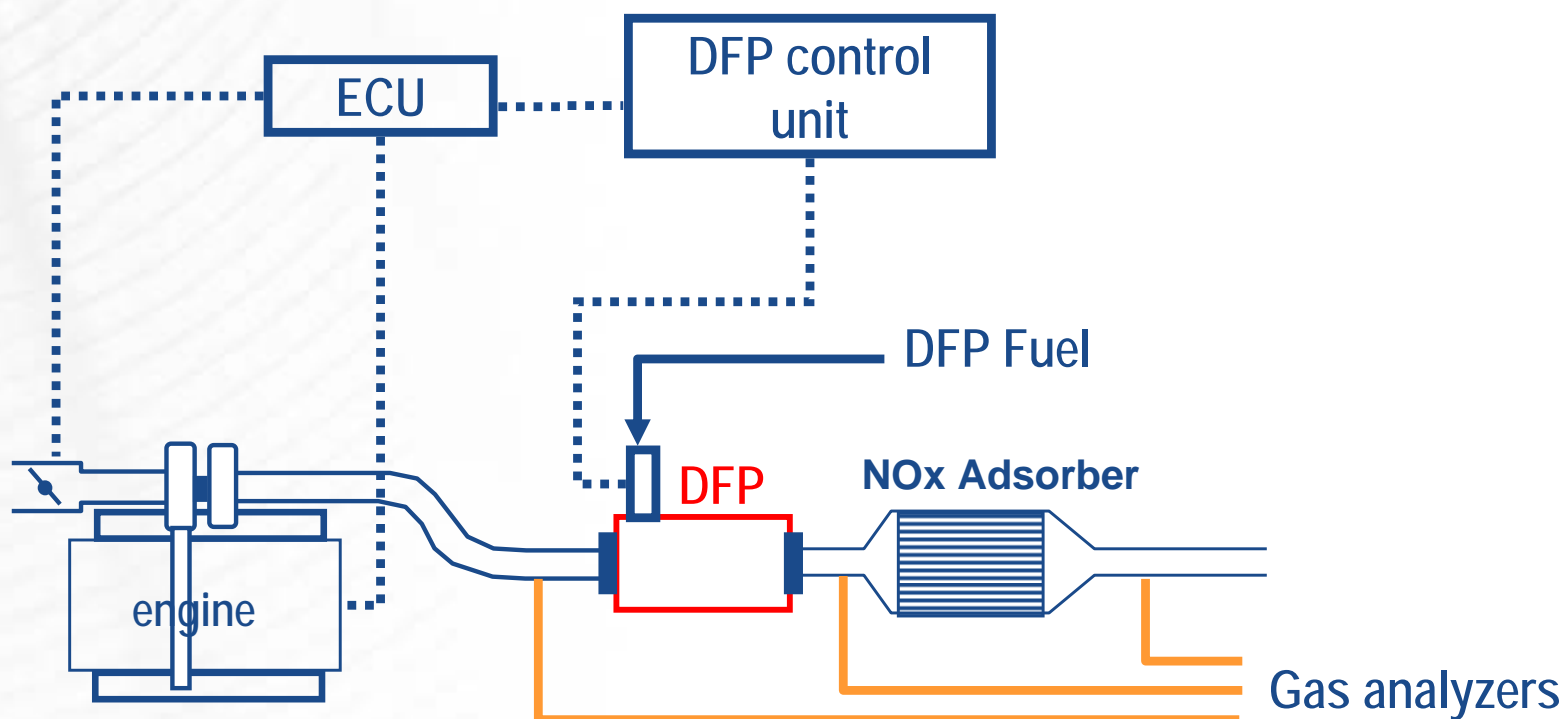 DFP control
unit
ECU
DFP Fuel
DFP
NOx Adsorber
engine
Gas analyzers